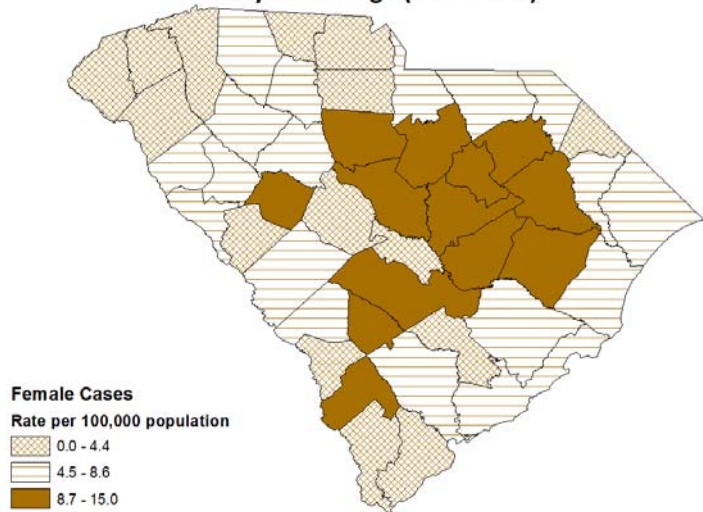 Female Cases
Rate per 100,000 population
0.0 - 4.4
4.5 - 8.6
8.7 - 15.0